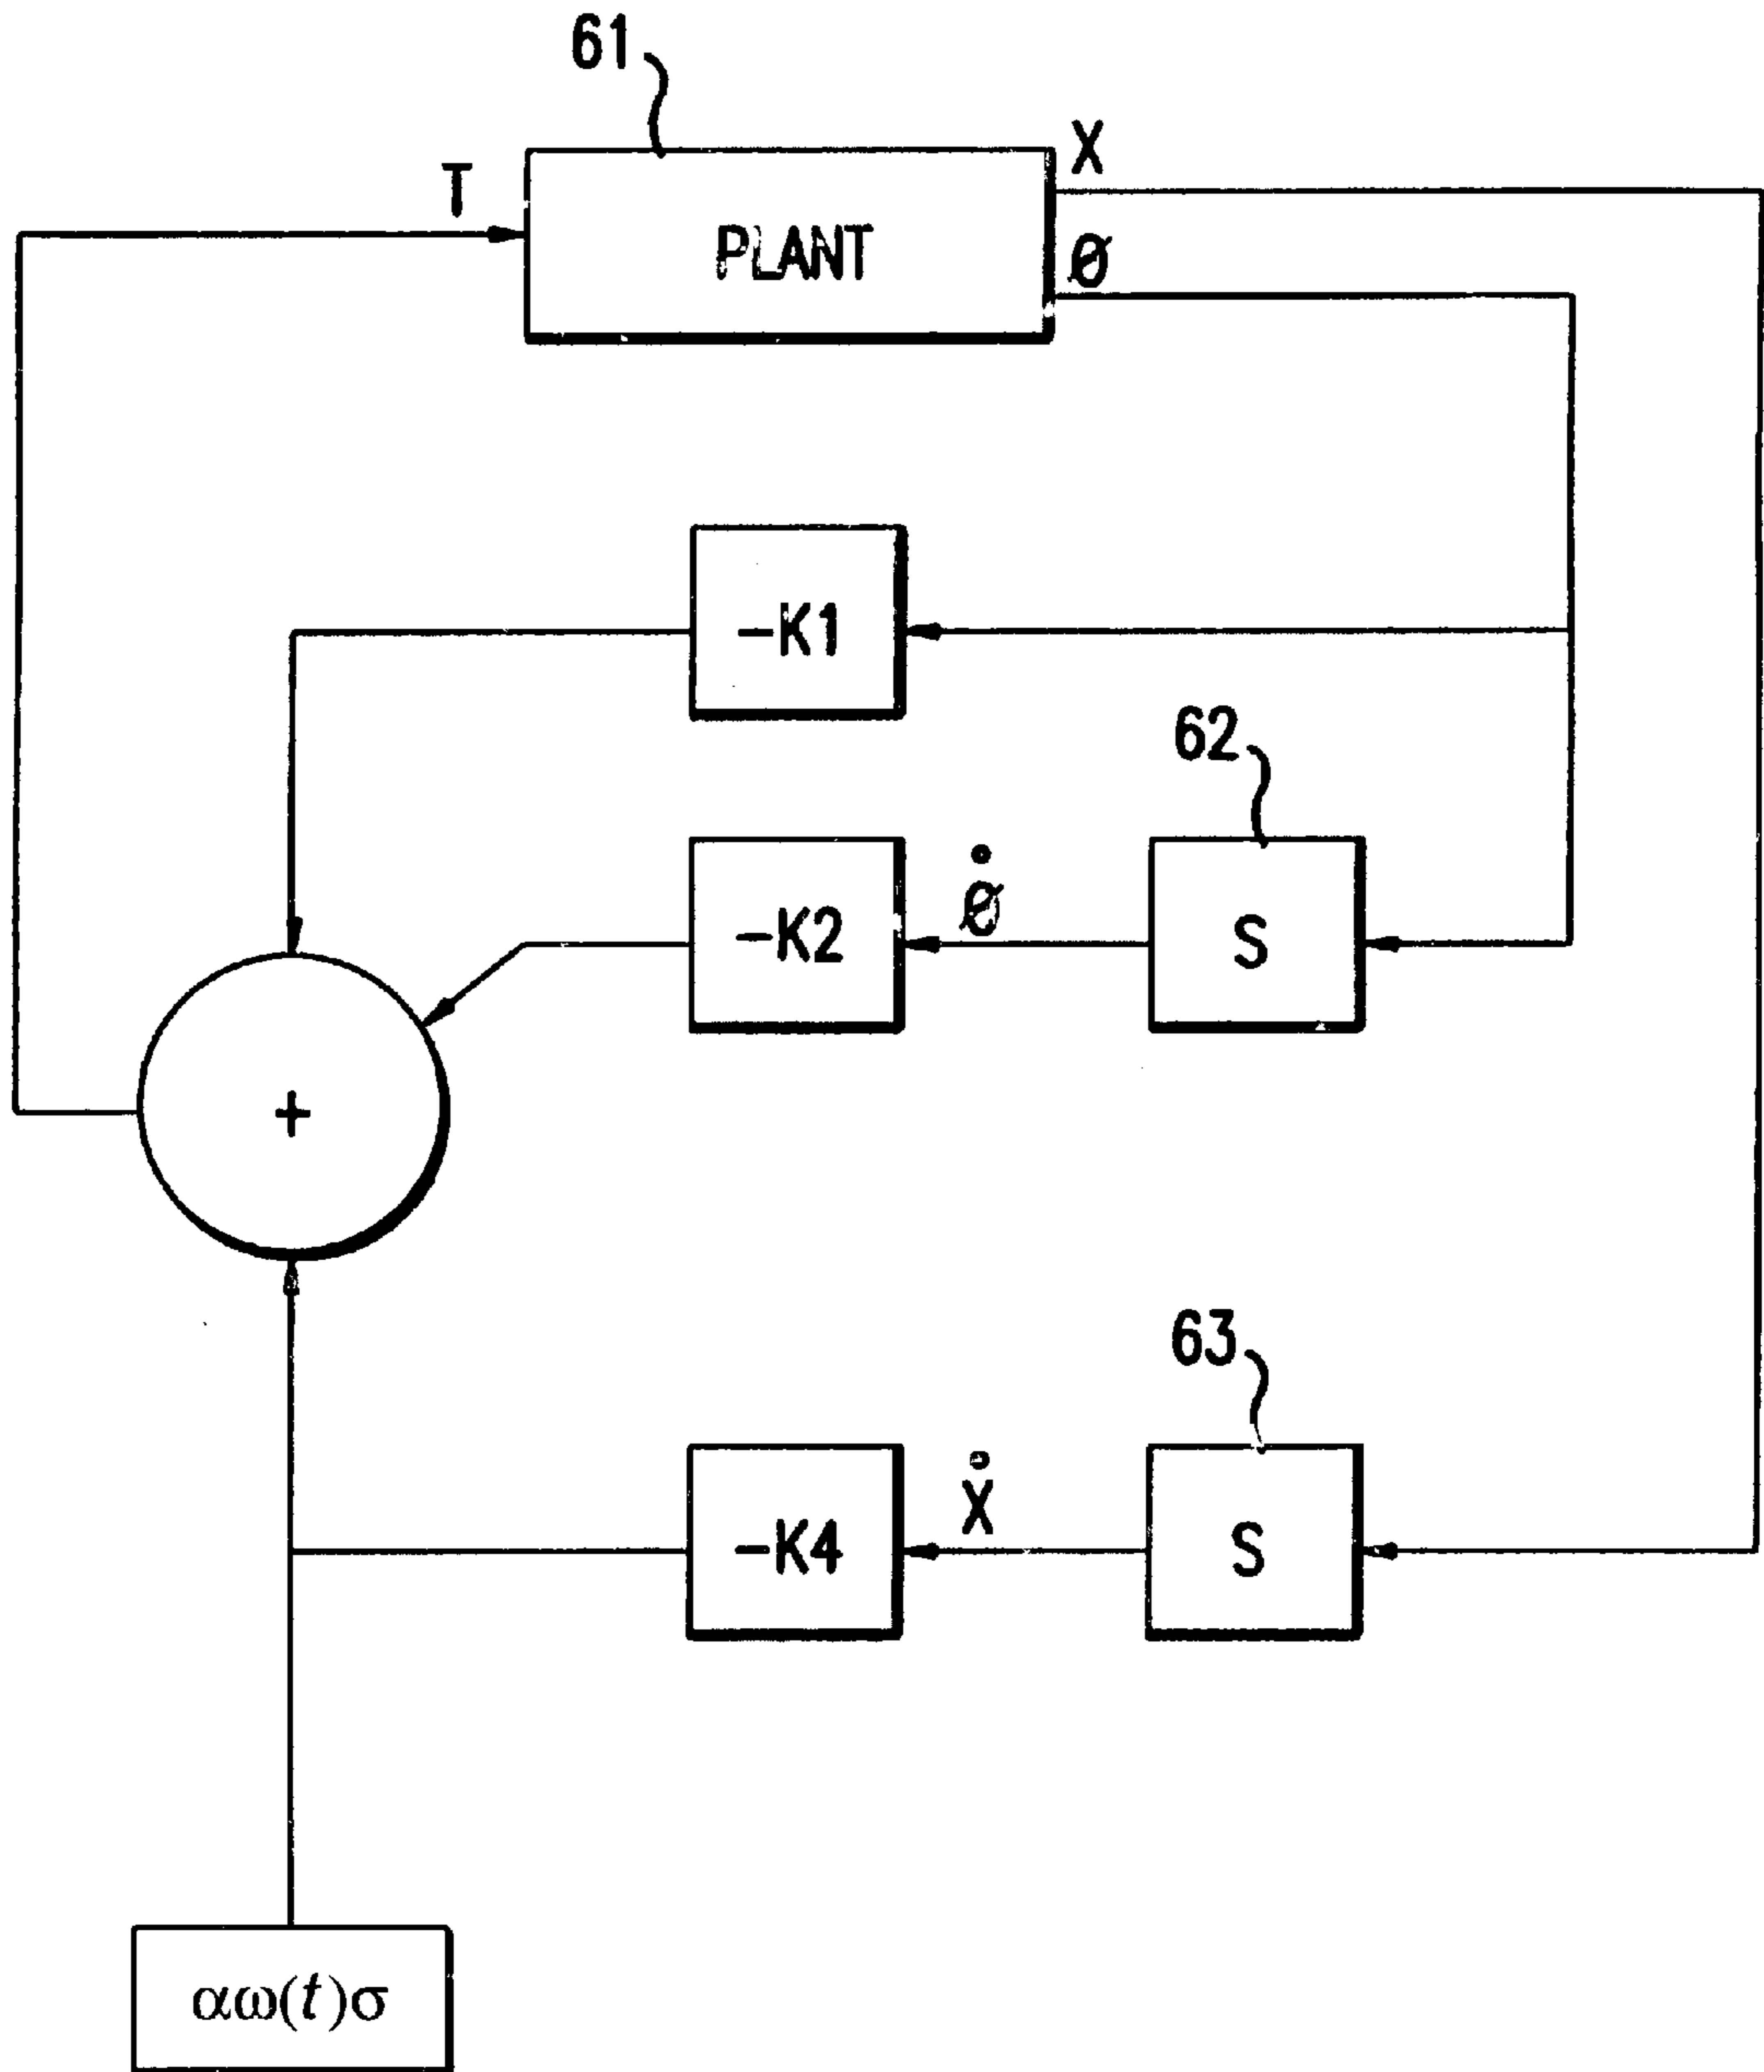 61
X
T
PLANT
Ø
-K1
62
-K2
Ø̇
S
+
63
-K4
Ẋ
S
αω(t)σ